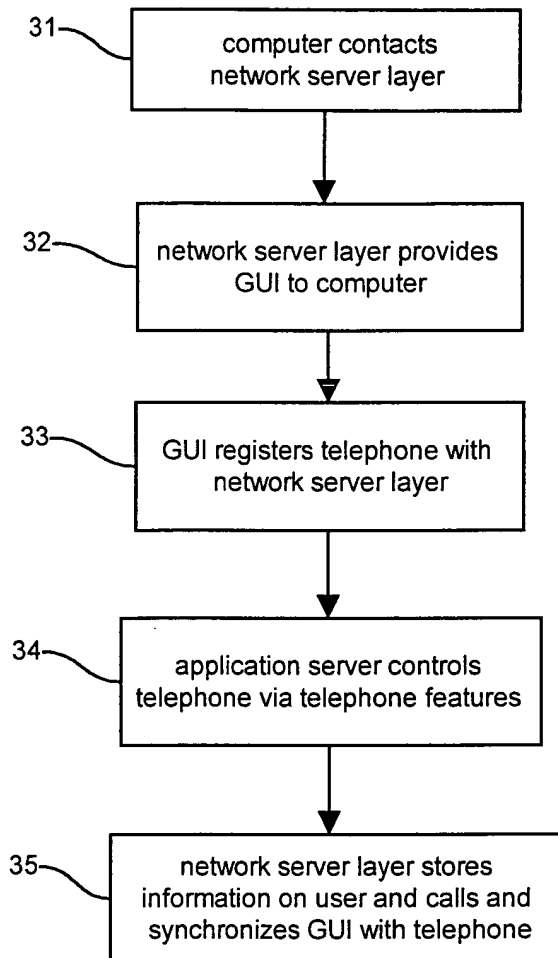 31
computer contacts
network server layer
32
network server layer provides
GUI to computer
33
GUI registers telephone with
network server layer
34
application server controls
telephone via telephone features
35
network server layer stores
information on user and calls and
synchronizes GUI with telephone